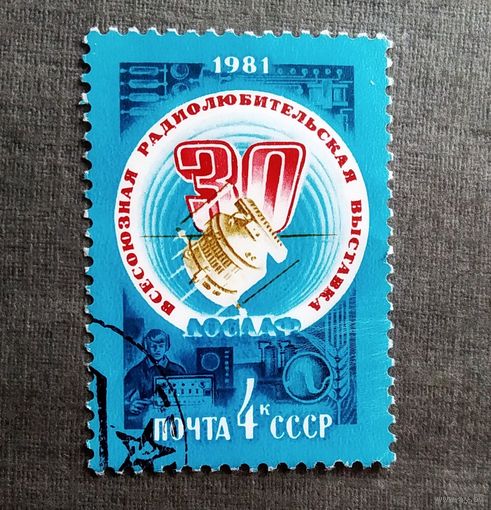 1981
ВСЕСОЮЗНАЯ РАДИОЛЮБИТЕЛЬСКАЯ ВЫСТАВКА
30
ДОСААФ
ПОЧТА 4К СССР